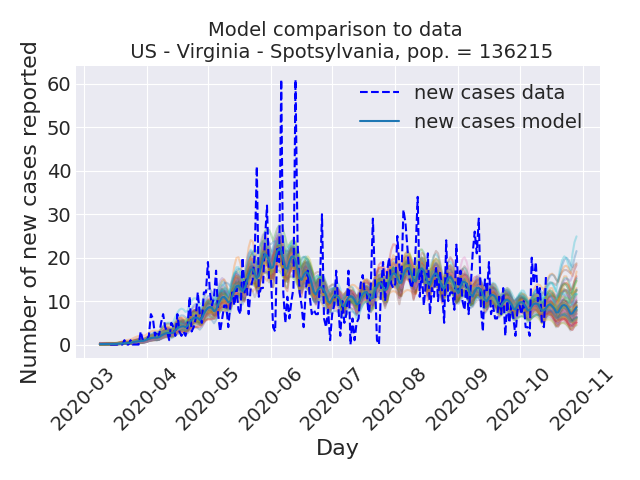 Model comparison to data
US - Virginia - Spotsylvania, pop. = 136215
Number of new cases reported
60
50
40
30
20
10
0
new cases data
new cases model
2020-03
2020-04
2020-05
2020-06
2020-07
2020-08
2020-09
2020-10
2020-11
Day